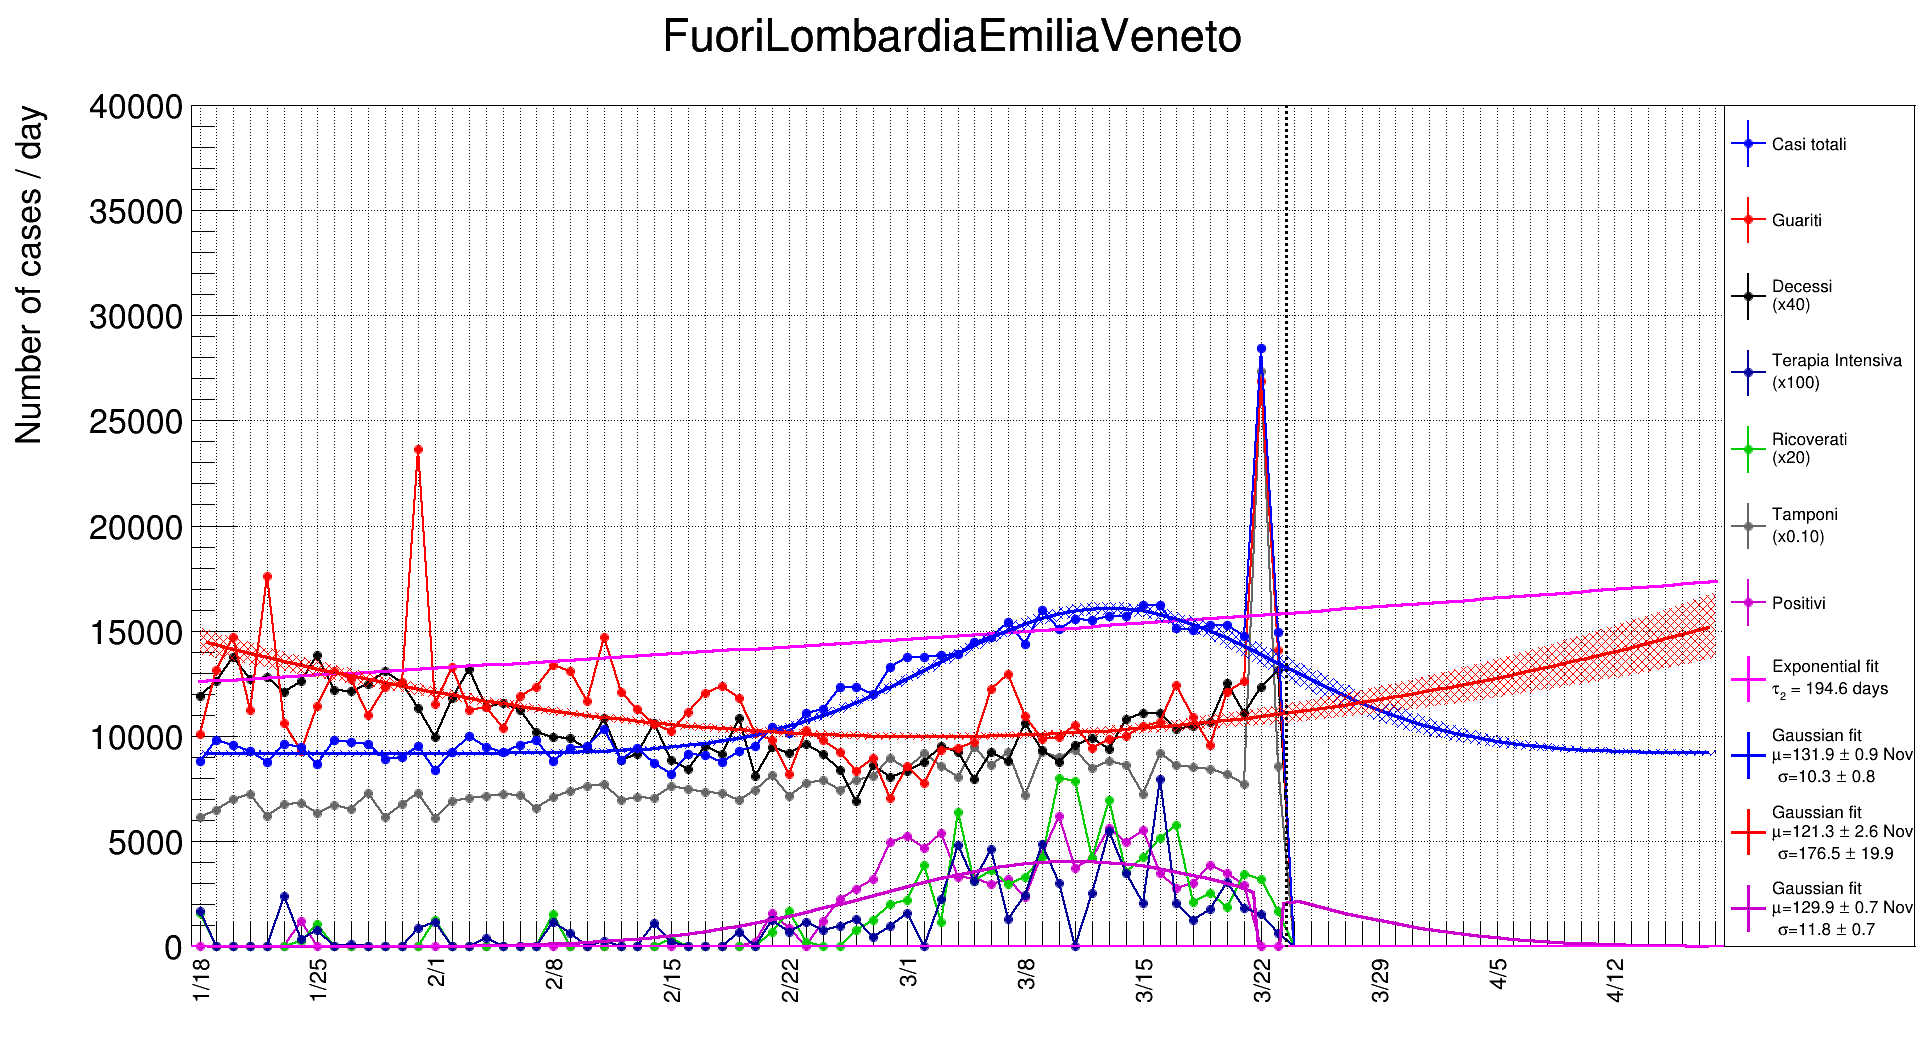 FuoriLombardiaEmiliaVeneto
Number of cases / day
40000
35000
30000
25000
20000
15000
10000
5000
0
1/18
1/25
2/1
2/8
2/15
2/22
3/1
3/8
3/15
3/22
3/29
4/5
4/12
Casi totali
Guariti
Decessi
(x40)
Terapia Intensiva
(x100)
Ricoverati
(x20)
Tamponi
(x0.10)
Positivi
Exponential fit
τ₂ = 194.6 days
Gaussian fit
μ=131.9 ± 0.9 Nov
σ=10.3 ± 0.8
Gaussian fit
μ=121.3 ± 2.6 Nov
σ=176.5 ± 19.9
Gaussian fit
μ=129.9 ± 0.7 Nov
σ=11.8 ± 0.7